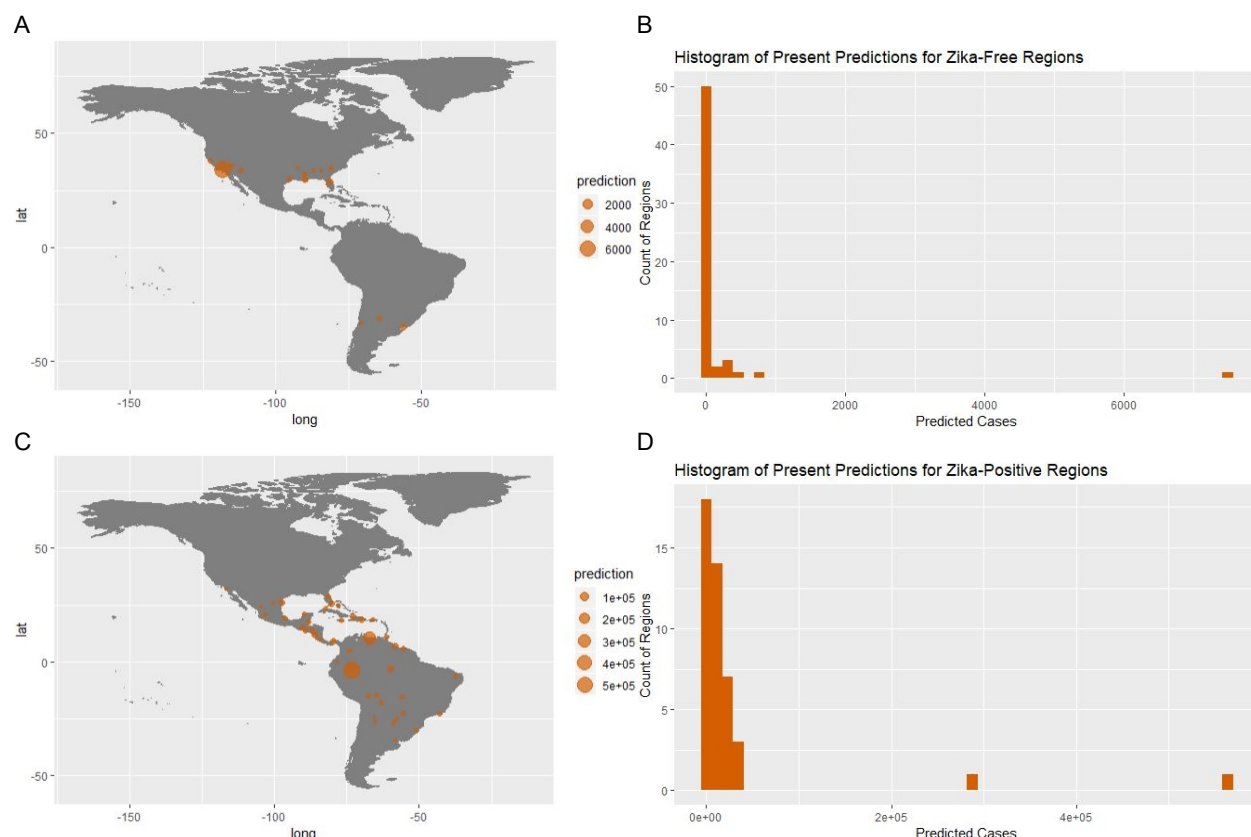 A
50
0
-50
lat
-150
-100
-50
long
prediction
2000
4000
6000
B
Histogram of Present Predictions for Zika-Free Regions
50
40
30
20
10
0
Count of Regions
0
2000
4000
6000
Predicted Cases
C
50
0
-50
lat
-150
-100
-50
long
prediction
1e+05
2e+05
3e+05
4e+05
5e+05
D
Histogram of Present Predictions for Zika-Positive Regions
15
10
5
0
Count of Regions
0e+00
2e+05
4e+05
Predicted Cases